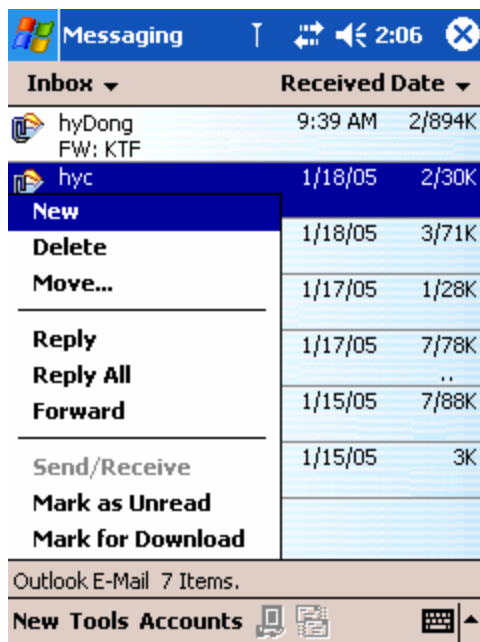 Messaging 2:06
Inbox Received Date
hyDong 9:39 AM 2/894K
FW: KTF
hyc 1/18/05 2/30K
New
Delete 1/18/05 3/71K
Move... 1/17/05 1/28K
Reply 1/17/05 7/78K
Reply All ..
Forward 1/15/05 7/88K
Send/Receive 1/15/05 3K
Mark as Unread
Mark for Download
Outlook E-Mail 7 Items.
New Tools Accounts